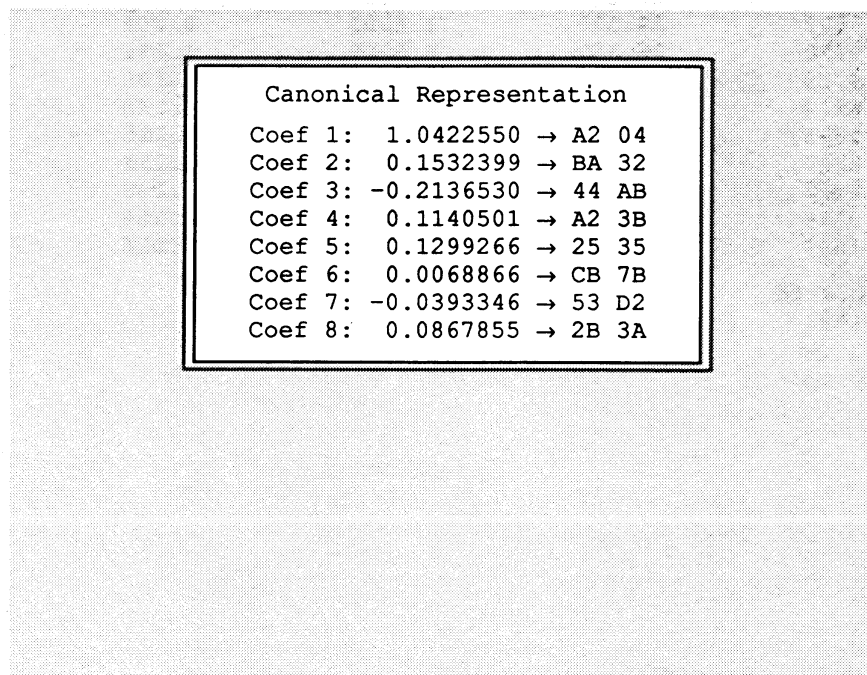 Canonical Representation
Coef 1: 1.0422550 → A2 04
Coef 2: 0.1532399 → BA 32
Coef 3: -0.2136530 → 44 AB
Coef 4: 0.1140501 → A2 3B
Coef 5: 0.1299266 → 25 35
Coef 6: 0.0068866 → CB 7B
Coef 7: -0.0393346 → 53 D2
Coef 8: 0.0867855 → 2B 3A